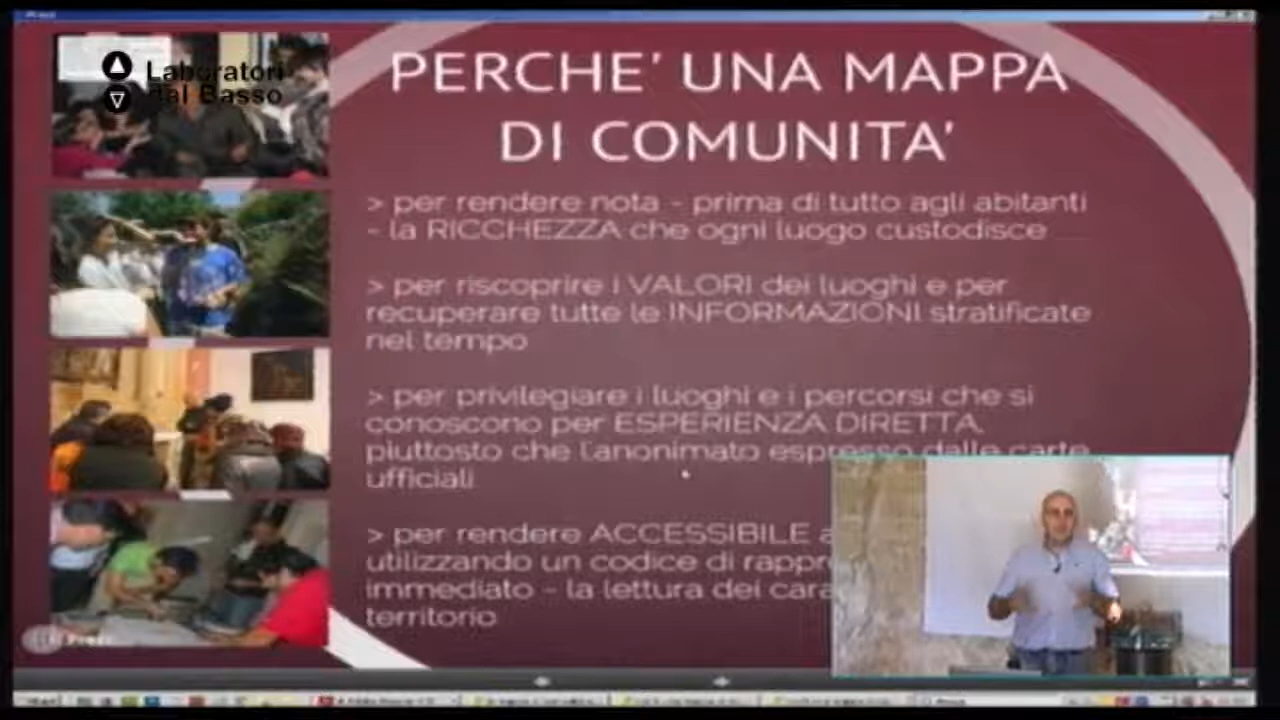 Laboratori
dal Basso
PERCHE' UNA MAPPA
DI COMUNITA'
> per rendere nota - prima di tutto agli abitanti
- la RICCHEZZA che ogni luogo custodisce
> per riscoprire i VALORI dei luoghi e per
recuperare tutte le INFORMAZIONI stratificate
nel tempo
> per privilegiare i luoghi e i percorsi che si
conoscono per ESPERIENZA DIRETTA,
piuttosto che l'anonimato espresso dalle carte
ufficiali
> per rendere ACCESSIBILE a
utilizzando un codice di rappr
immediato - la lettura dei cara
territorio
Prezi